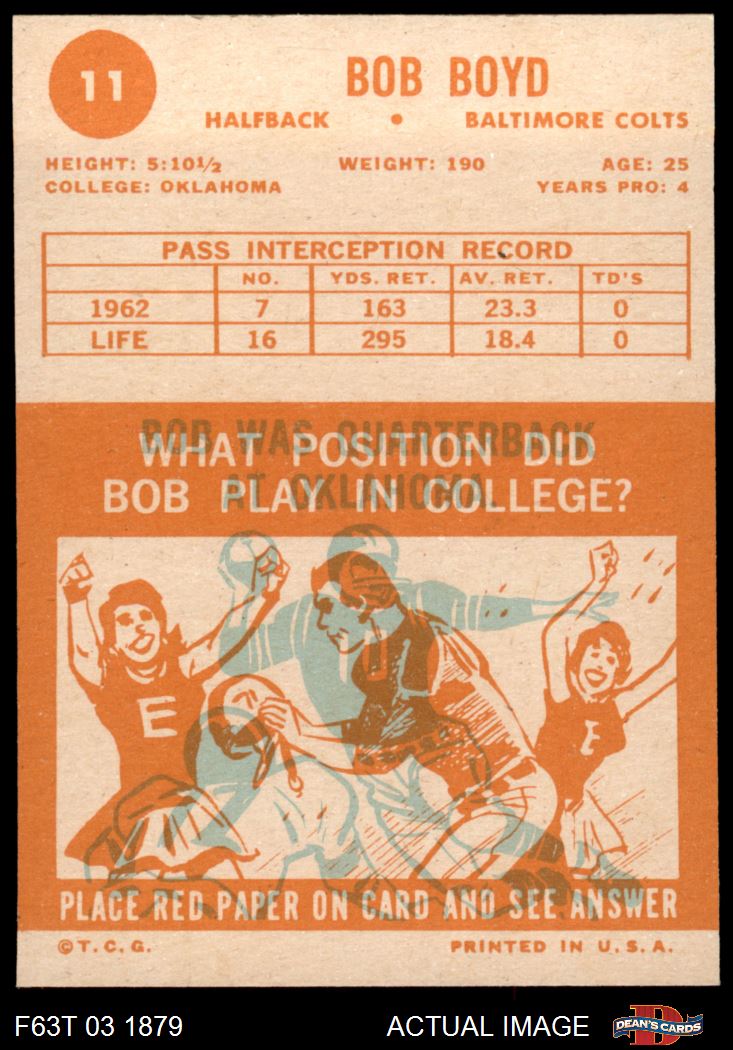 11
BOB BOYD
HALFBACK • BALTIMORE COLTS
HEIGHT: 5:10½ WEIGHT: 190 AGE: 25
COLLEGE: OKLAHOMA YEARS PRO: 4
PASS INTERCEPTION RECORD
NO. YDS. RET. AV. RET. TD'S
1962 7 163 23.3 0
LIFE 16 295 18.4 0
BOB WAS QUARTERBACK
AT OKLAHOMA.
WHAT POSITION DID
BOB PLAY IN COLLEGE?
E
E
PLACE RED PAPER ON CARD AND SEE ANSWER
©T.C.G. PRINTED IN U.S.A.
F63T 03 1879 ACTUAL IMAGE D DEAN'S CARDS